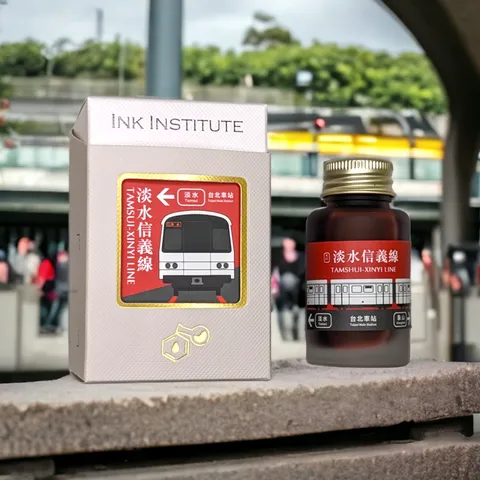 INK INSTITUTE
淡水信義線
TAMSUI-XINYI LINE
淡水
Tamsui
台北車站
Taipei Main Station
淡水信義線
TAMSHUI-XINYI LINE
淡水
Tamsui
台北車站
Taipei Main Station
象山